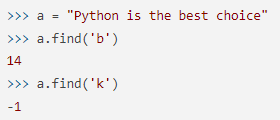 >>> a = "Python is the best choice"
>>> a.find('b')
14
>>> a.find('k')
-1